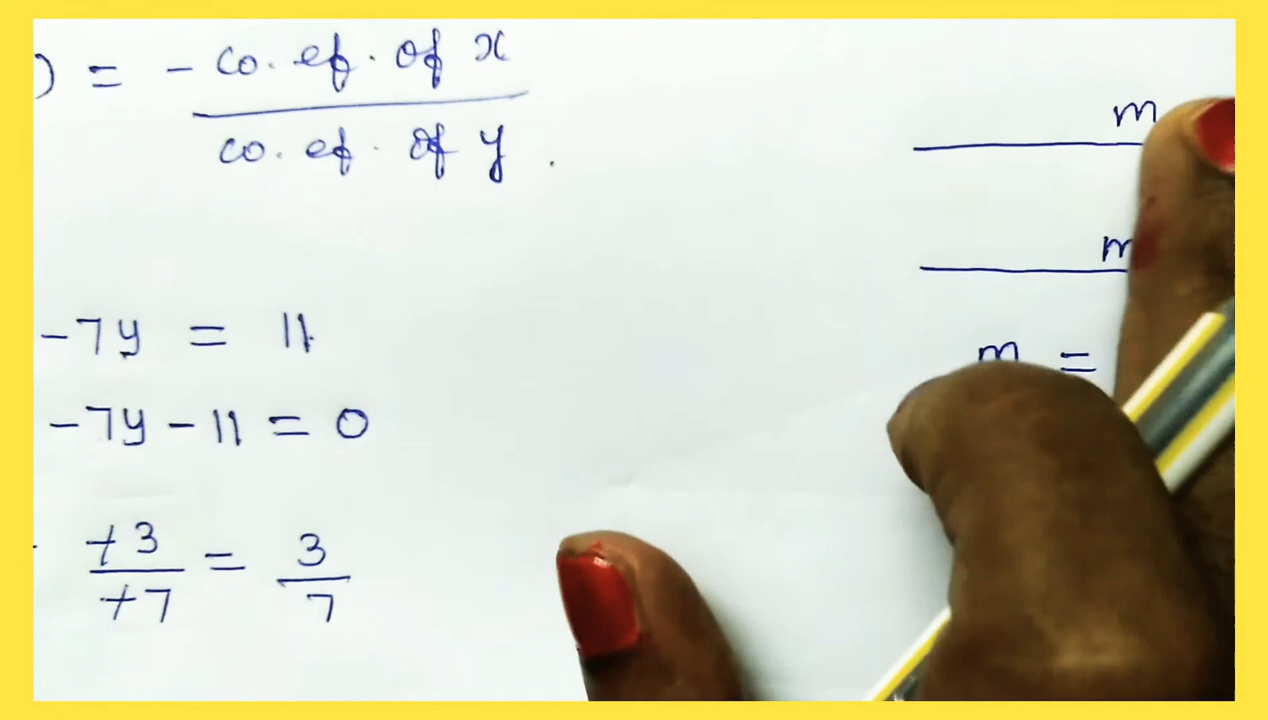 ) = - co. ef. of x
co. ef. of y .
-7y = 11
-7y - 11 = 0
+3 = 3
+7 7
m
m
m =